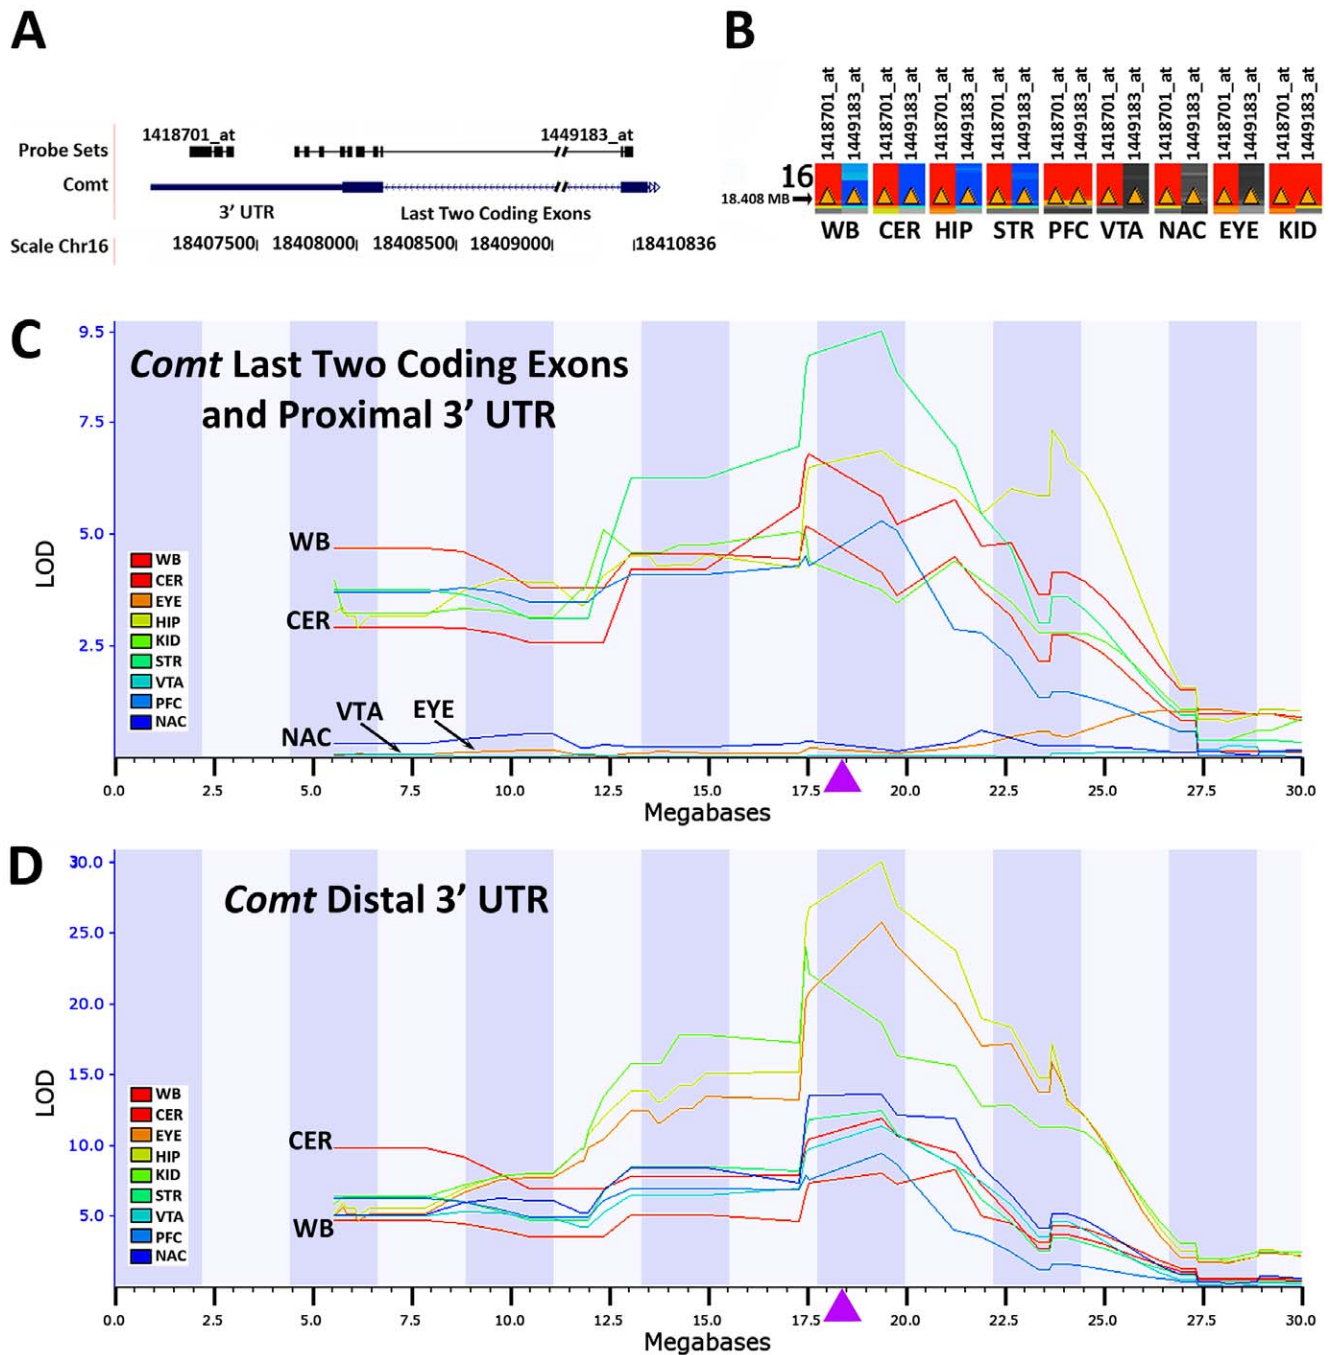 A
1418701_at 1449183_at
Probe Sets
Comt
3' UTR Last Two Coding Exons
Scale Chr16 18407500 18408000 18408500 18409000 18410836
B
1418701_at 1449183_at 1418701_at 1449183_at 1418701_at 1449183_at 1418701_at 1449183_at 1418701_at 1449183_at 1418701_at 1449183_at 1418701_at 1449183_at 1418701_at 1449183_at 1418701_at 1449183_at
16
18.408 MB
WB CER HIP STR PFC VTA NAC EYE KID
C
Comt Last Two Coding Exons
and Proximal 3' UTR
9.5
7.5
5.0
2.5
LOD
WB
CER
NAC
VTA
EYE
WB
CER
EYE
HIP
KID
STR
VTA
PFC
NAC
0.0 2.5 5.0 7.5 10.0 12.5 15.0 17.5 20.0 22.5 25.0 27.5 30.0
Megabases
D
Comt Distal 3' UTR
30.0
25.0
20.0
15.0
10.0
5.0
LOD
CER
WB
WB
CER
EYE
HIP
KID
STR
VTA
PFC
NAC
0.0 2.5 5.0 7.5 10.0 12.5 15.0 17.5 20.0 22.5 25.0 27.5 30.0
Megabases